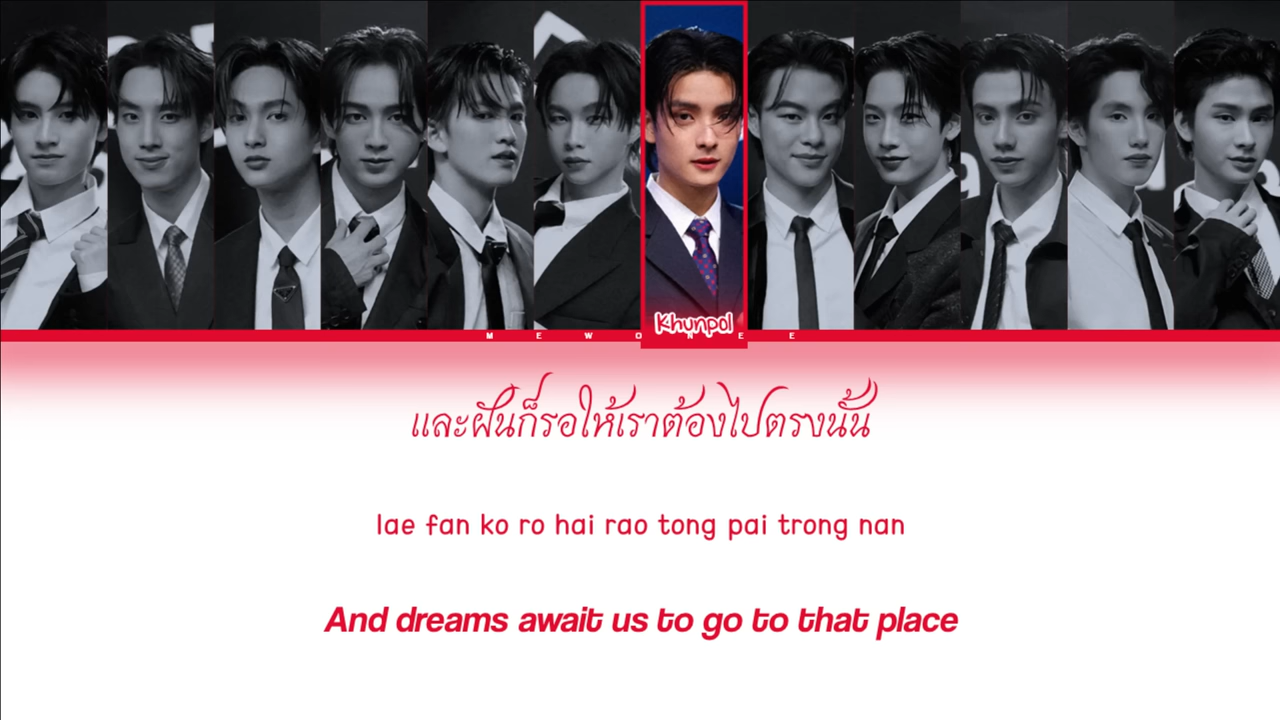 Khunpol
MEWONEE
และฝันก็รอให้เราต้องไปตรงนั้น
lae fan ko ro hai rao tong pai trong nan
And dreams await us to go to that place